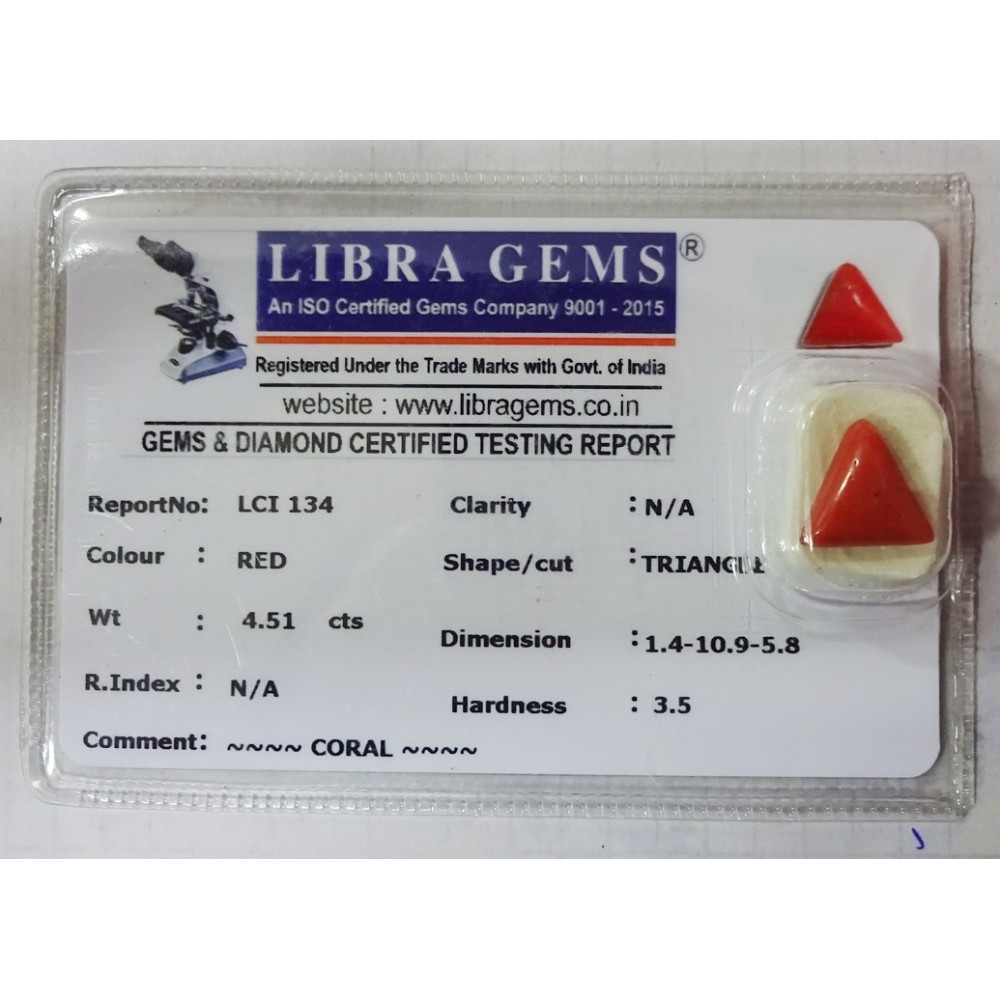 LIBRA GEMS ®
An ISO Certified Gems Company 9001 - 2015
Registered Under the Trade Marks with Govt. of India
website : www.libragems.co.in
GEMS & DIAMOND CERTIFIED TESTING REPORT
ReportNo: LCI 134
Clarity : N/A
Colour : RED
Shape/cut : TRIANGLE
Wt : 4.51 cts
Dimension : 1.4-10.9-5.8
R.Index : N/A
Hardness : 3.5
Comment: ~~~~ CORAL ~~~~